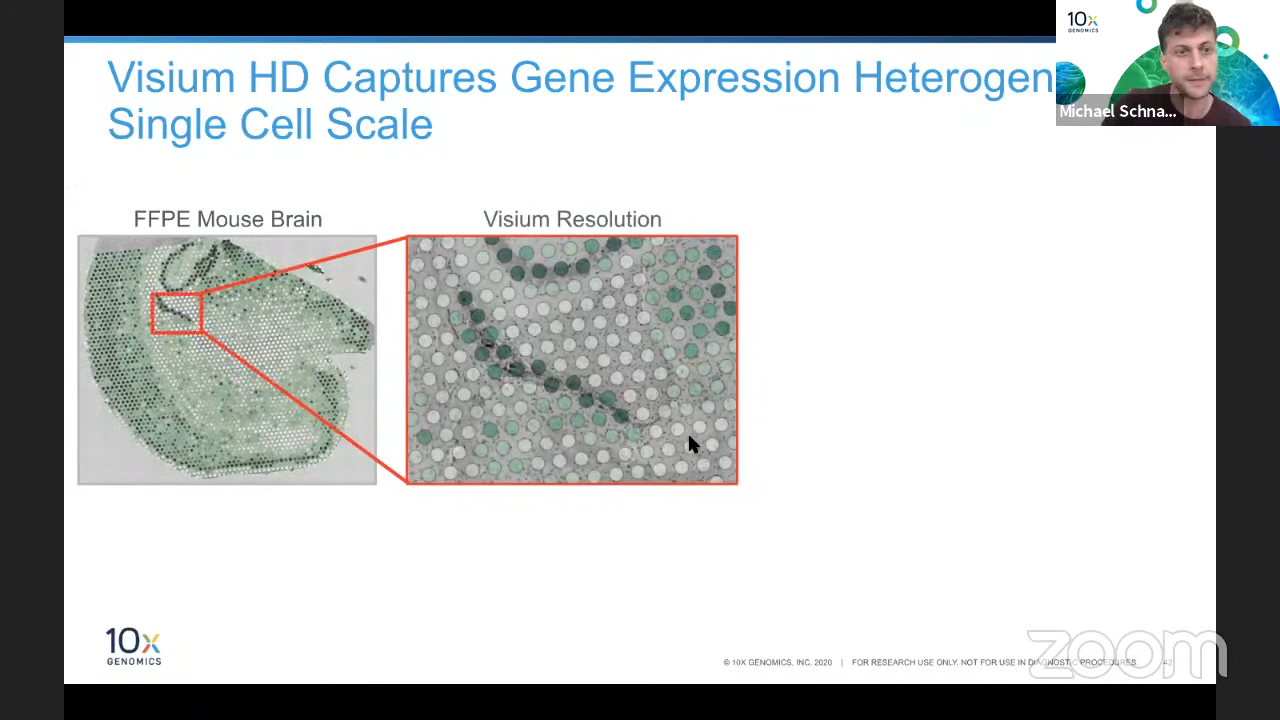 Visium HD Captures Gene Expression Heterogen
Single Cell Scale
10x
GENOMICS
Michael Schna...
FFPE Mouse Brain
Visium Resolution
10x
GENOMICS
© 10X GENOMICS, INC. 2020 | FOR RESEARCH USE ONLY. NOT FOR USE IN DIAGNOSTIC PROCEDURES 42
zoom